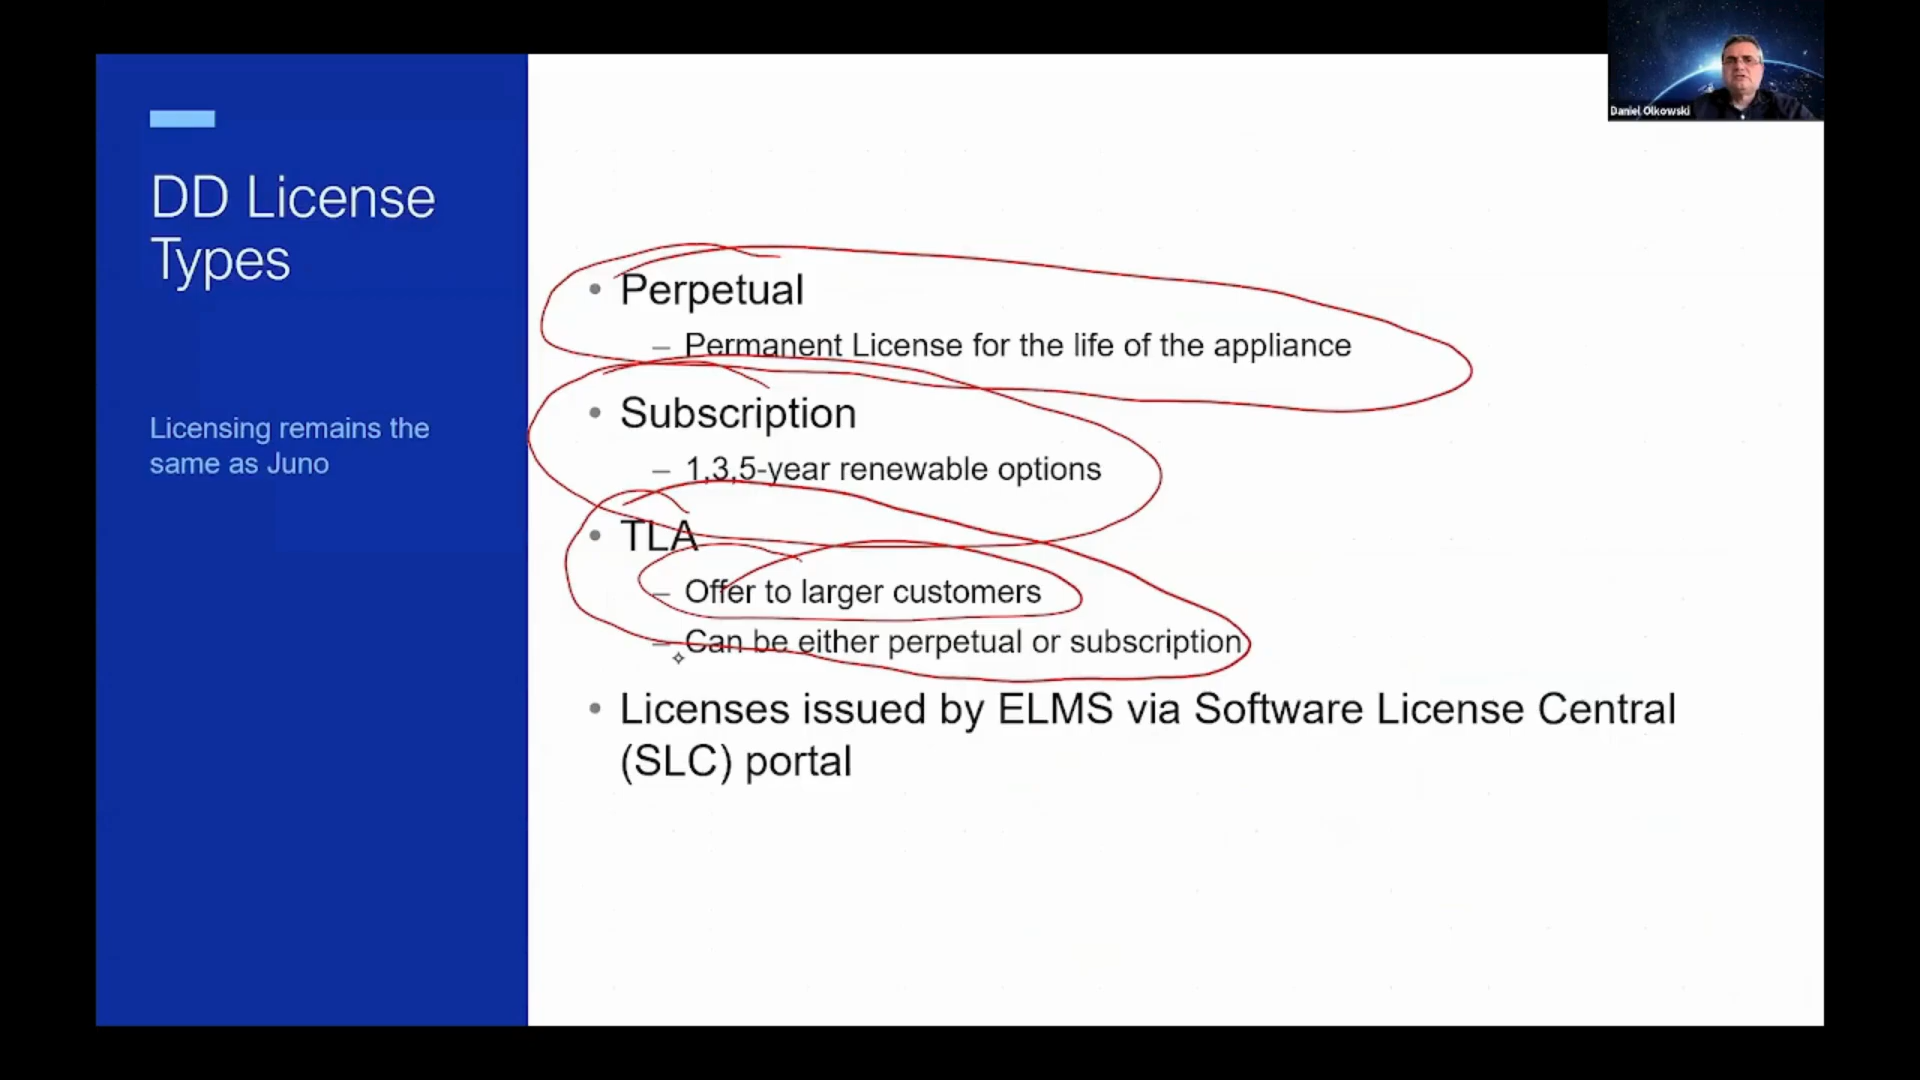 Daniel Olkowski
DD License
Types
Licensing remains the
same as Juno
• Perpetual
– Permanent License for the life of the appliance
• Subscription
– 1,3,5-year renewable options
• TLA
– Offer to larger customers
– Can be either perpetual or subscription
• Licenses issued by ELMS via Software License Central
(SLC) portal